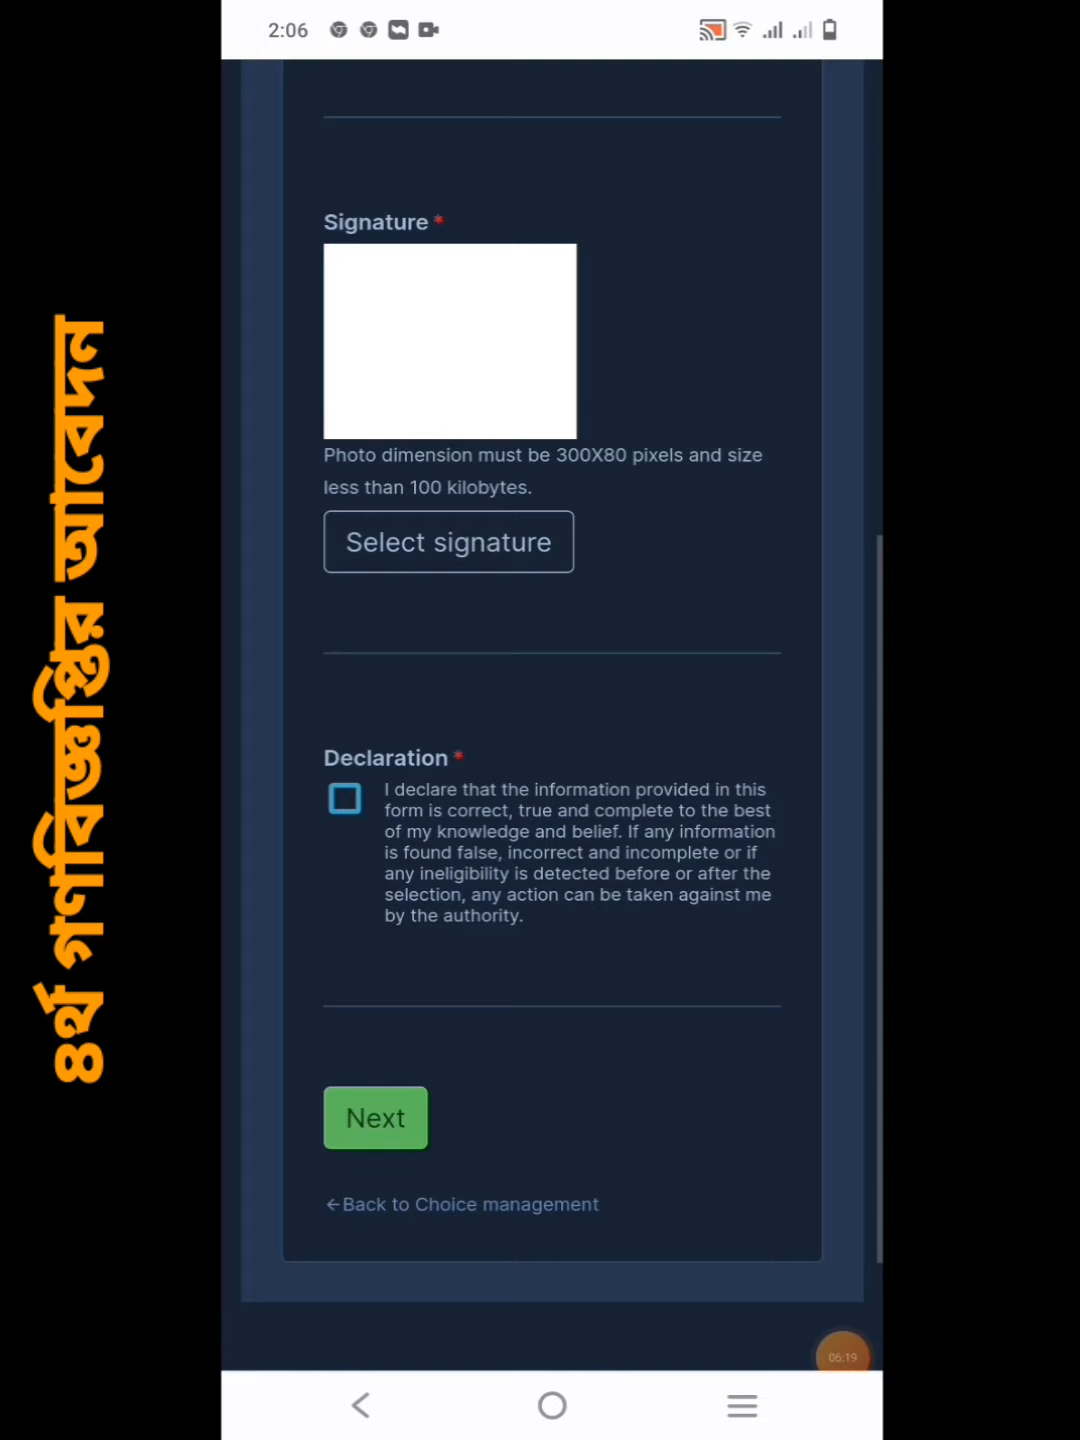 2:06
Signature *
Photo dimension must be 300X80 pixels and size
less than 100 kilobytes.
Select signature
Declaration *
I declare that the information provided in this
form is correct, true and complete to the best
of my knowledge and belief. If any information
is found false, incorrect and incomplete or if
any ineligibility is detected before or after the
selection, any action can be taken against me
by the authority.
Next
←Back to Choice management
06:19
৪র্থ গণবিজ্ঞপ্তির আবেদন